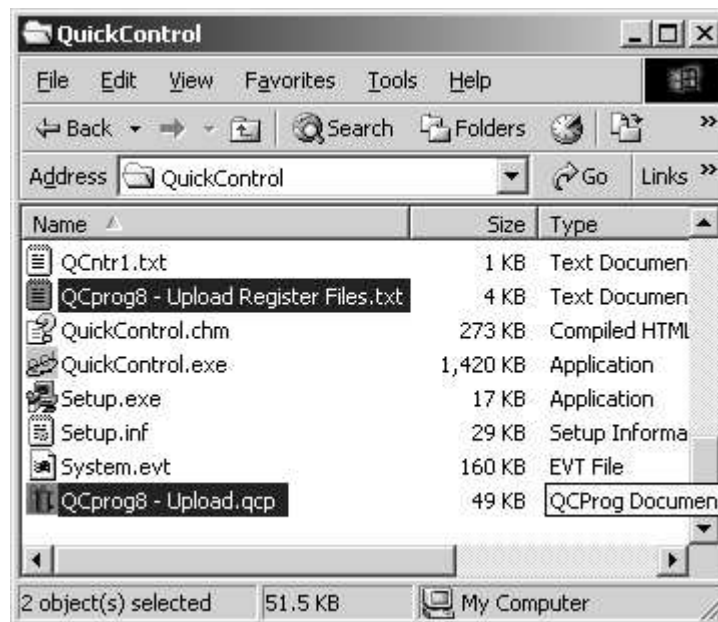 QuickControl
File Edit View Favorites Tools Help
Back Search Folders »
Address QuickControl Go Links »
Name Size Type
QCntr1.txt 1 KB Text Documen
QCprog8 - Upload Register Files.txt 4 KB Text Documen
QuickControl.chm 273 KB Compiled HTML
QuickControl.exe 1,420 KB Application
Setup.exe 17 KB Application
Setup.inf 29 KB Setup Informa
System.evt 160 KB EVT File
QCprog8 - Upload.qcp 49 KB QCProg Documen
2 object(s) selected 51.5 KB My Computer